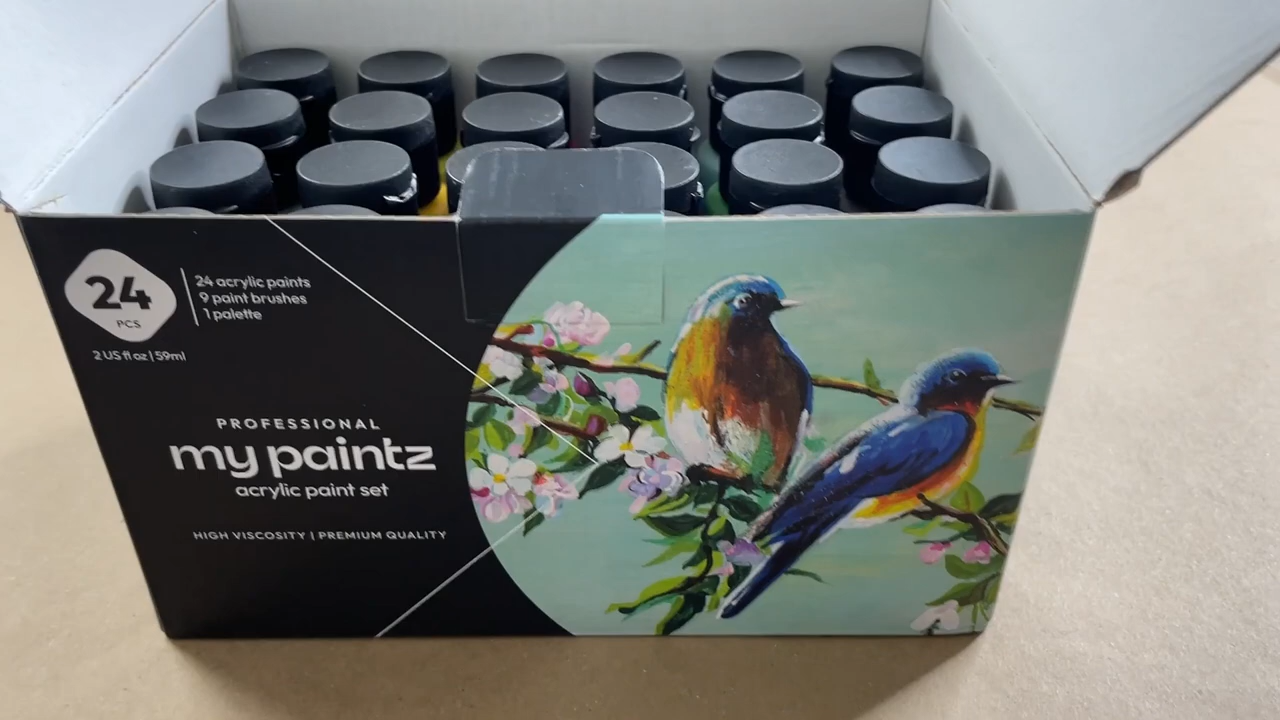 24
PCS
24 acrylic paints
9 paint brushes
1 palette
2 US fl oz | 59ml
PROFESSIONAL
my paintz
acrylic paint set
HIGH VISCOSITY | PREMIUM QUALITY